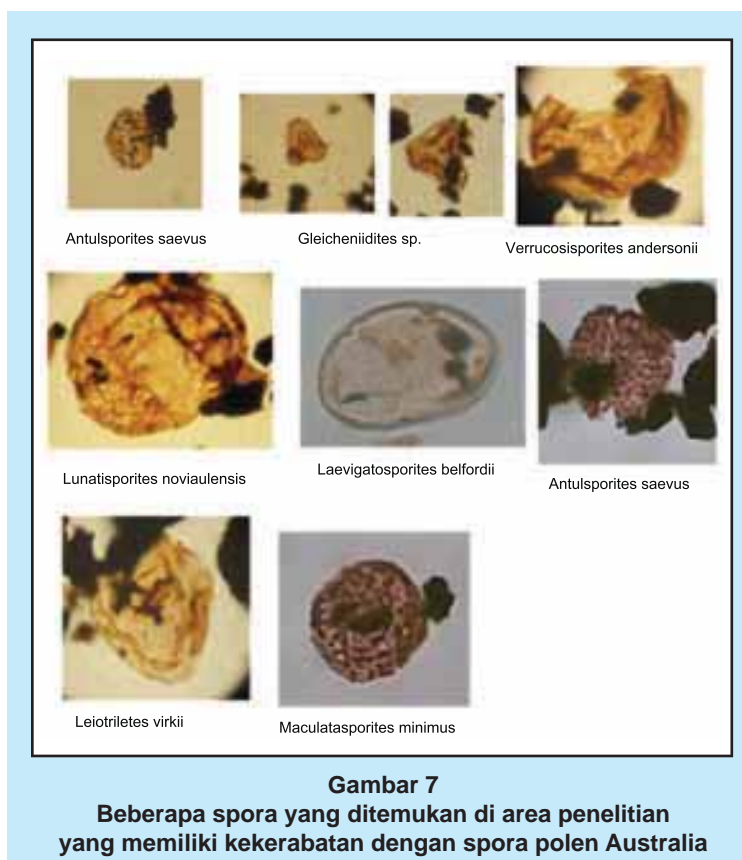 Antulsporites saevus
Gleicheniidites sp.
Verrucosisporites andersonii
Lunatisporites noviaulensis
Laevigatosporites belfordii
Antulsporites saevus
Leiotriletes virkii
Maculatasporites minimus
Gambar 7
Beberapa spora yang ditemukan di area penelitian
yang memiliki kekerabatan dengan spora polen Australia